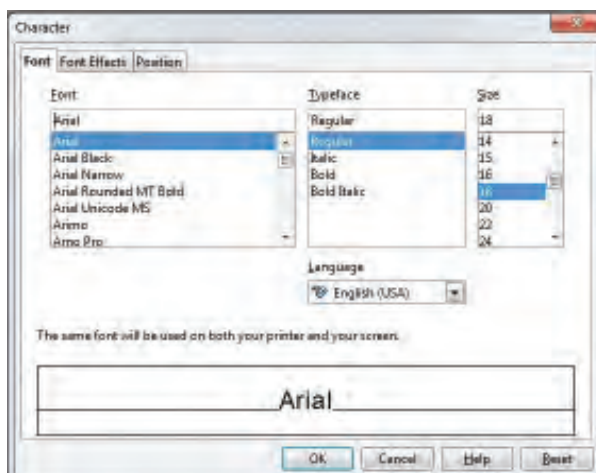 Character
Font Font Effects Position
Font Typeface Size
Arial Regular 18
Arial Regular 14
Arial Black Italic 15
Arial Narrow Bold 16
Arial Rounded MT Bold Bold Italic 18
Arial Unicode MS 20
Arimo 22
Arno Pro 24
Language
English (USA)
The same font will be used on both your printer and your screen.
Arial
OK Cancel Help Reset